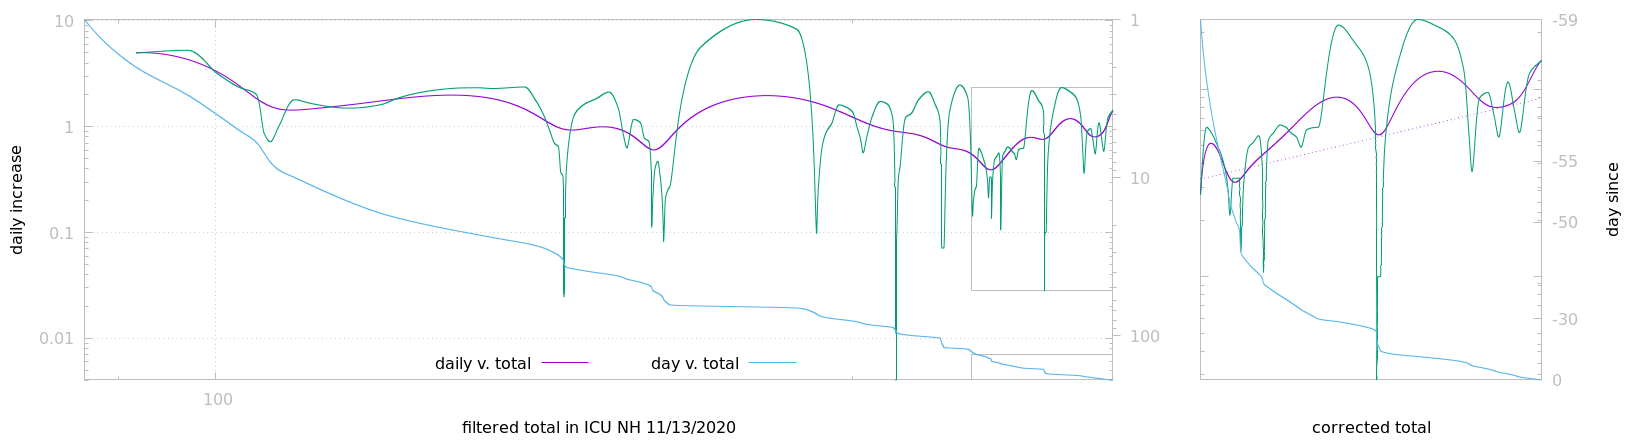 10
1
0.1
0.01
daily increase
daily v. total
day v. total
100
filtered total in ICU NH 11/13/2020
1
10
100
-59
-55
-50
-30
0
day since
corrected total